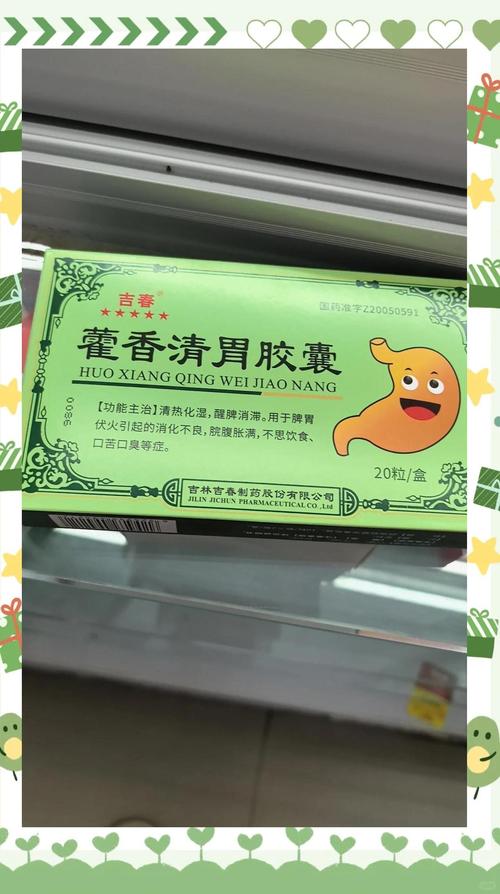 吉春®
★★★★★
国药准字Z20050591
藿香清胃胶囊
HUO XIANG QING WEI JIAO NANG
0086
【功能主治】清热化湿,醒脾消滞。用于脾胃
伏火引起的消化不良,脘腹胀满,不思饮食、
口苦口臭等症。
20粒/盒
吉林吉春制药股份有限公司
JILIN JICHUN PHARMACEUTICAL CO.,Ltd